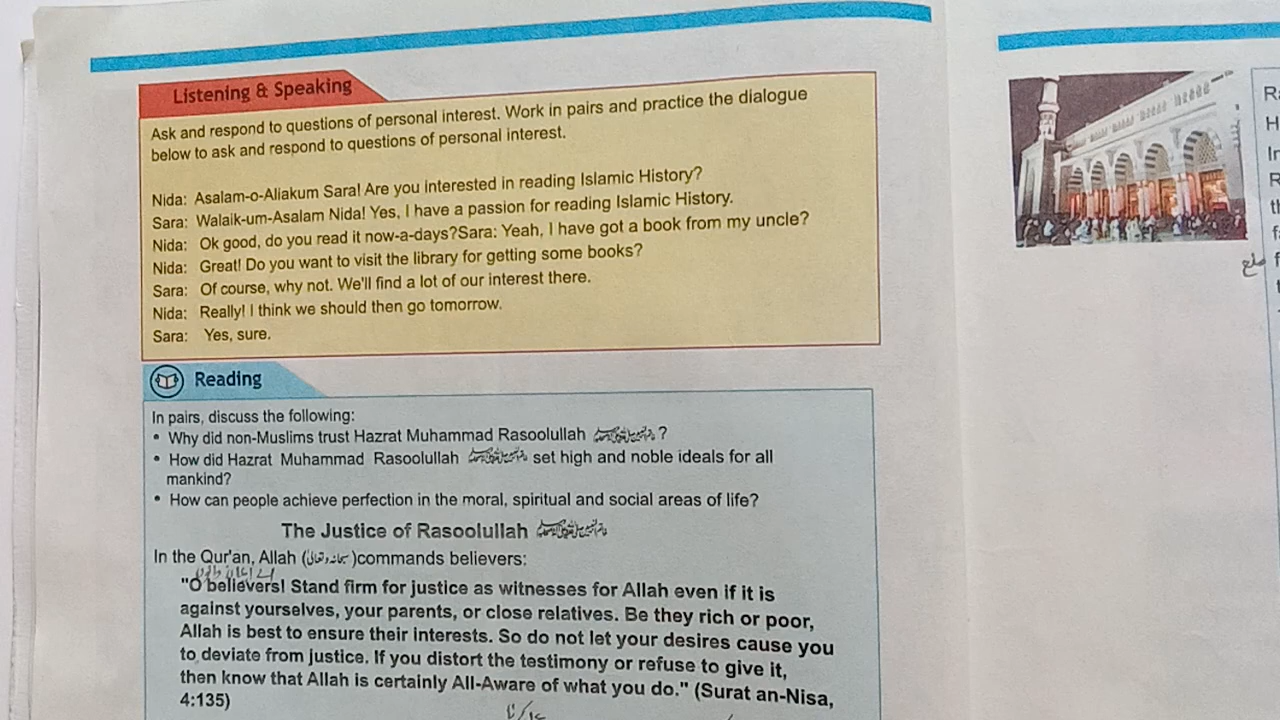 Listening & Speaking
Ask and respond to questions of personal interest. Work in pairs and practice the dialogue
below to ask and respond to questions of personal interest.
Nida: Asalam-o-Aliakum Sara! Are you interested in reading Islamic History?
Sara: Walaik-um-Asalam Nida! Yes, I have a passion for reading Islamic History.
Nida: Ok good, do you read it now-a-days?Sara: Yeah, I have got a book from my uncle?
Nida: Great! Do you want to visit the library for getting some books?
Sara: Of course, why not. We'll find a lot of our interest there.
Nida: Really! I think we should then go tomorrow.
Sara: Yes, sure.
Reading
In pairs, discuss the following:
• Why did non-Muslims trust Hazrat Muhammad Rasoolullah ?
• How did Hazrat Muhammad Rasoolullah set high and noble ideals for all
mankind?
• How can people achieve perfection in the moral, spiritual and social areas of life?
The Justice of Rasoolullah
In the Qur'an, Allah (سبحانه وتعالى)commands believers:
"O believers! Stand firm for justice as witnesses for Allah even if it is
against yourselves, your parents, or close relatives. Be they rich or poor,
Allah is best to ensure their interests. So do not let your desires cause you
to deviate from justice. If you distort the testimony or refuse to give it,
then know that Allah is certainly All-Aware of what you do." (Surat an-Nisa,
4:135)